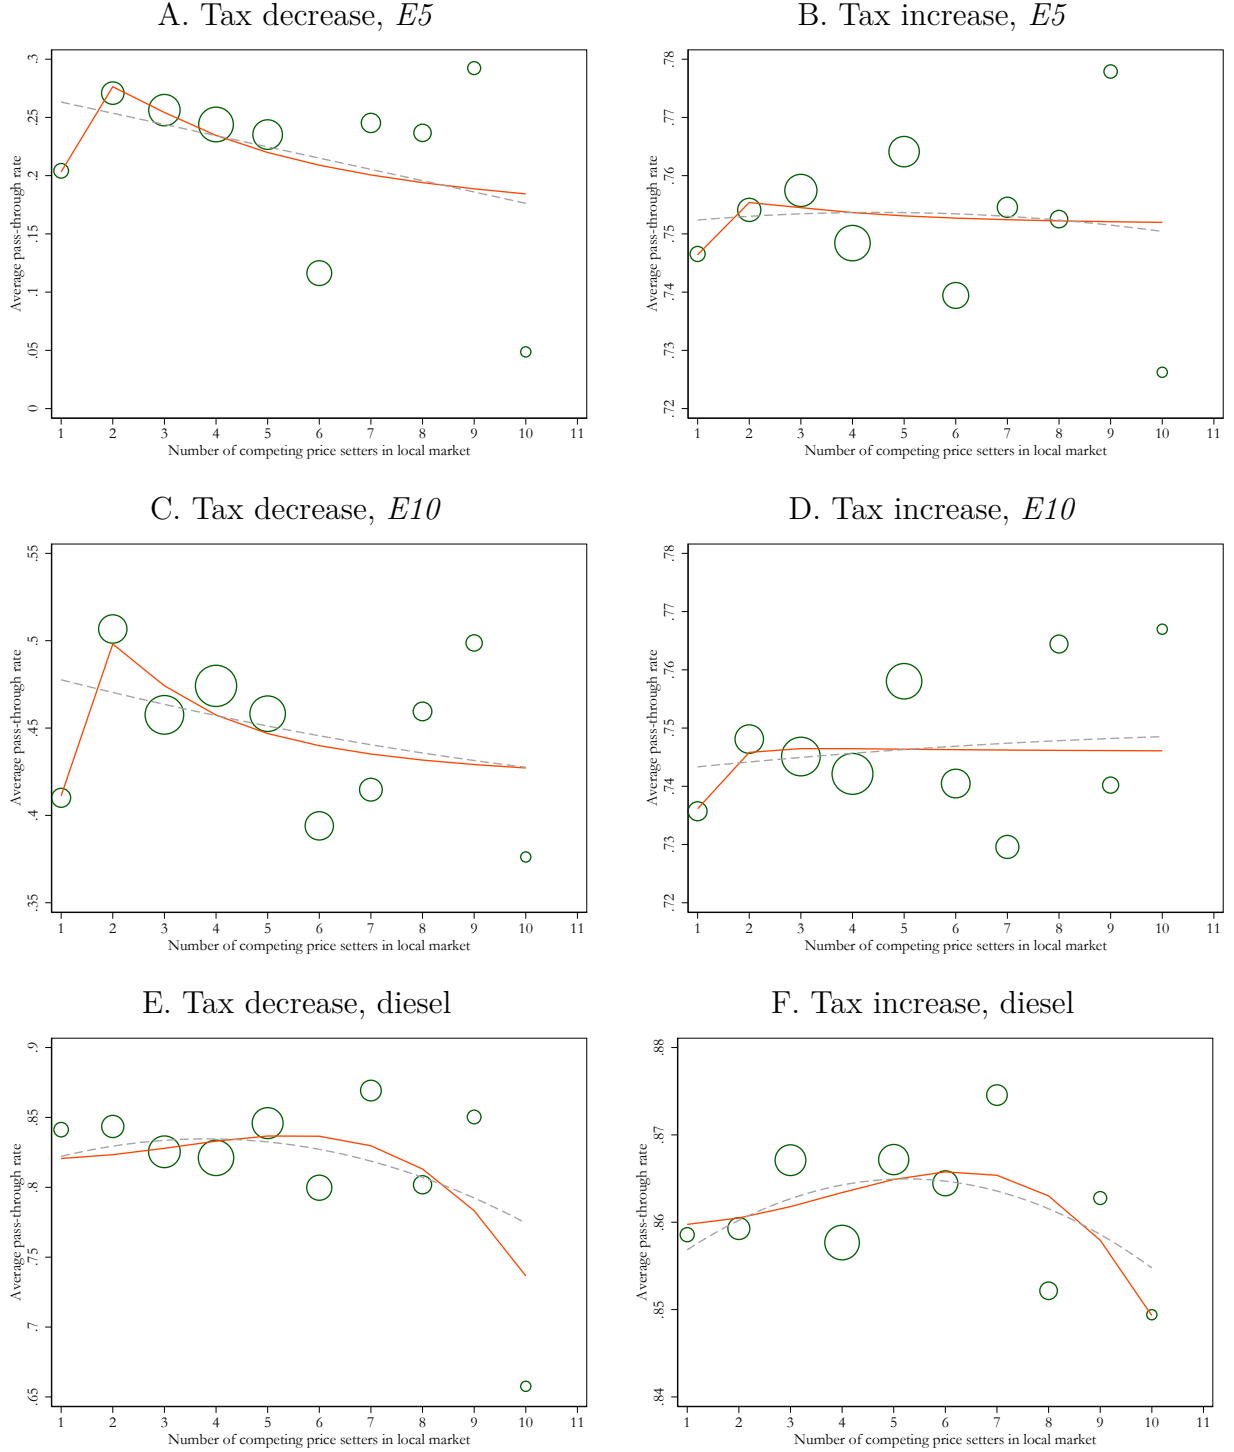 A. Tax decrease, E5
Average pass-through rate
.3
.25
.2
.15
.1
.05
0
1 2 3 4 5 6 7 8 9 10 11
Number of competing price setters in local market
B. Tax increase, E5
Average pass-through rate
.78
.77
.76
.75
.74
.73
.72
1 2 3 4 5 6 7 8 9 10 11
Number of competing price setters in local market
C. Tax decrease, E10
Average pass-through rate
.55
.5
.45
.4
.35
1 2 3 4 5 6 7 8 9 10 11
Number of competing price setters in local market
D. Tax increase, E10
Average pass-through rate
.78
.77
.76
.75
.74
.73
.72
1 2 3 4 5 6 7 8 9 10 11
Number of competing price setters in local market
E. Tax decrease, diesel
Average pass-through rate
.9
.85
.8
.75
.7
.65
1 2 3 4 5 6 7 8 9 10 11
Number of competing price setters in local market
F. Tax increase, diesel
Average pass-through rate
.88
.87
.86
.85
.84
1 2 3 4 5 6 7 8 9 10 11
Number of competing price setters in local market